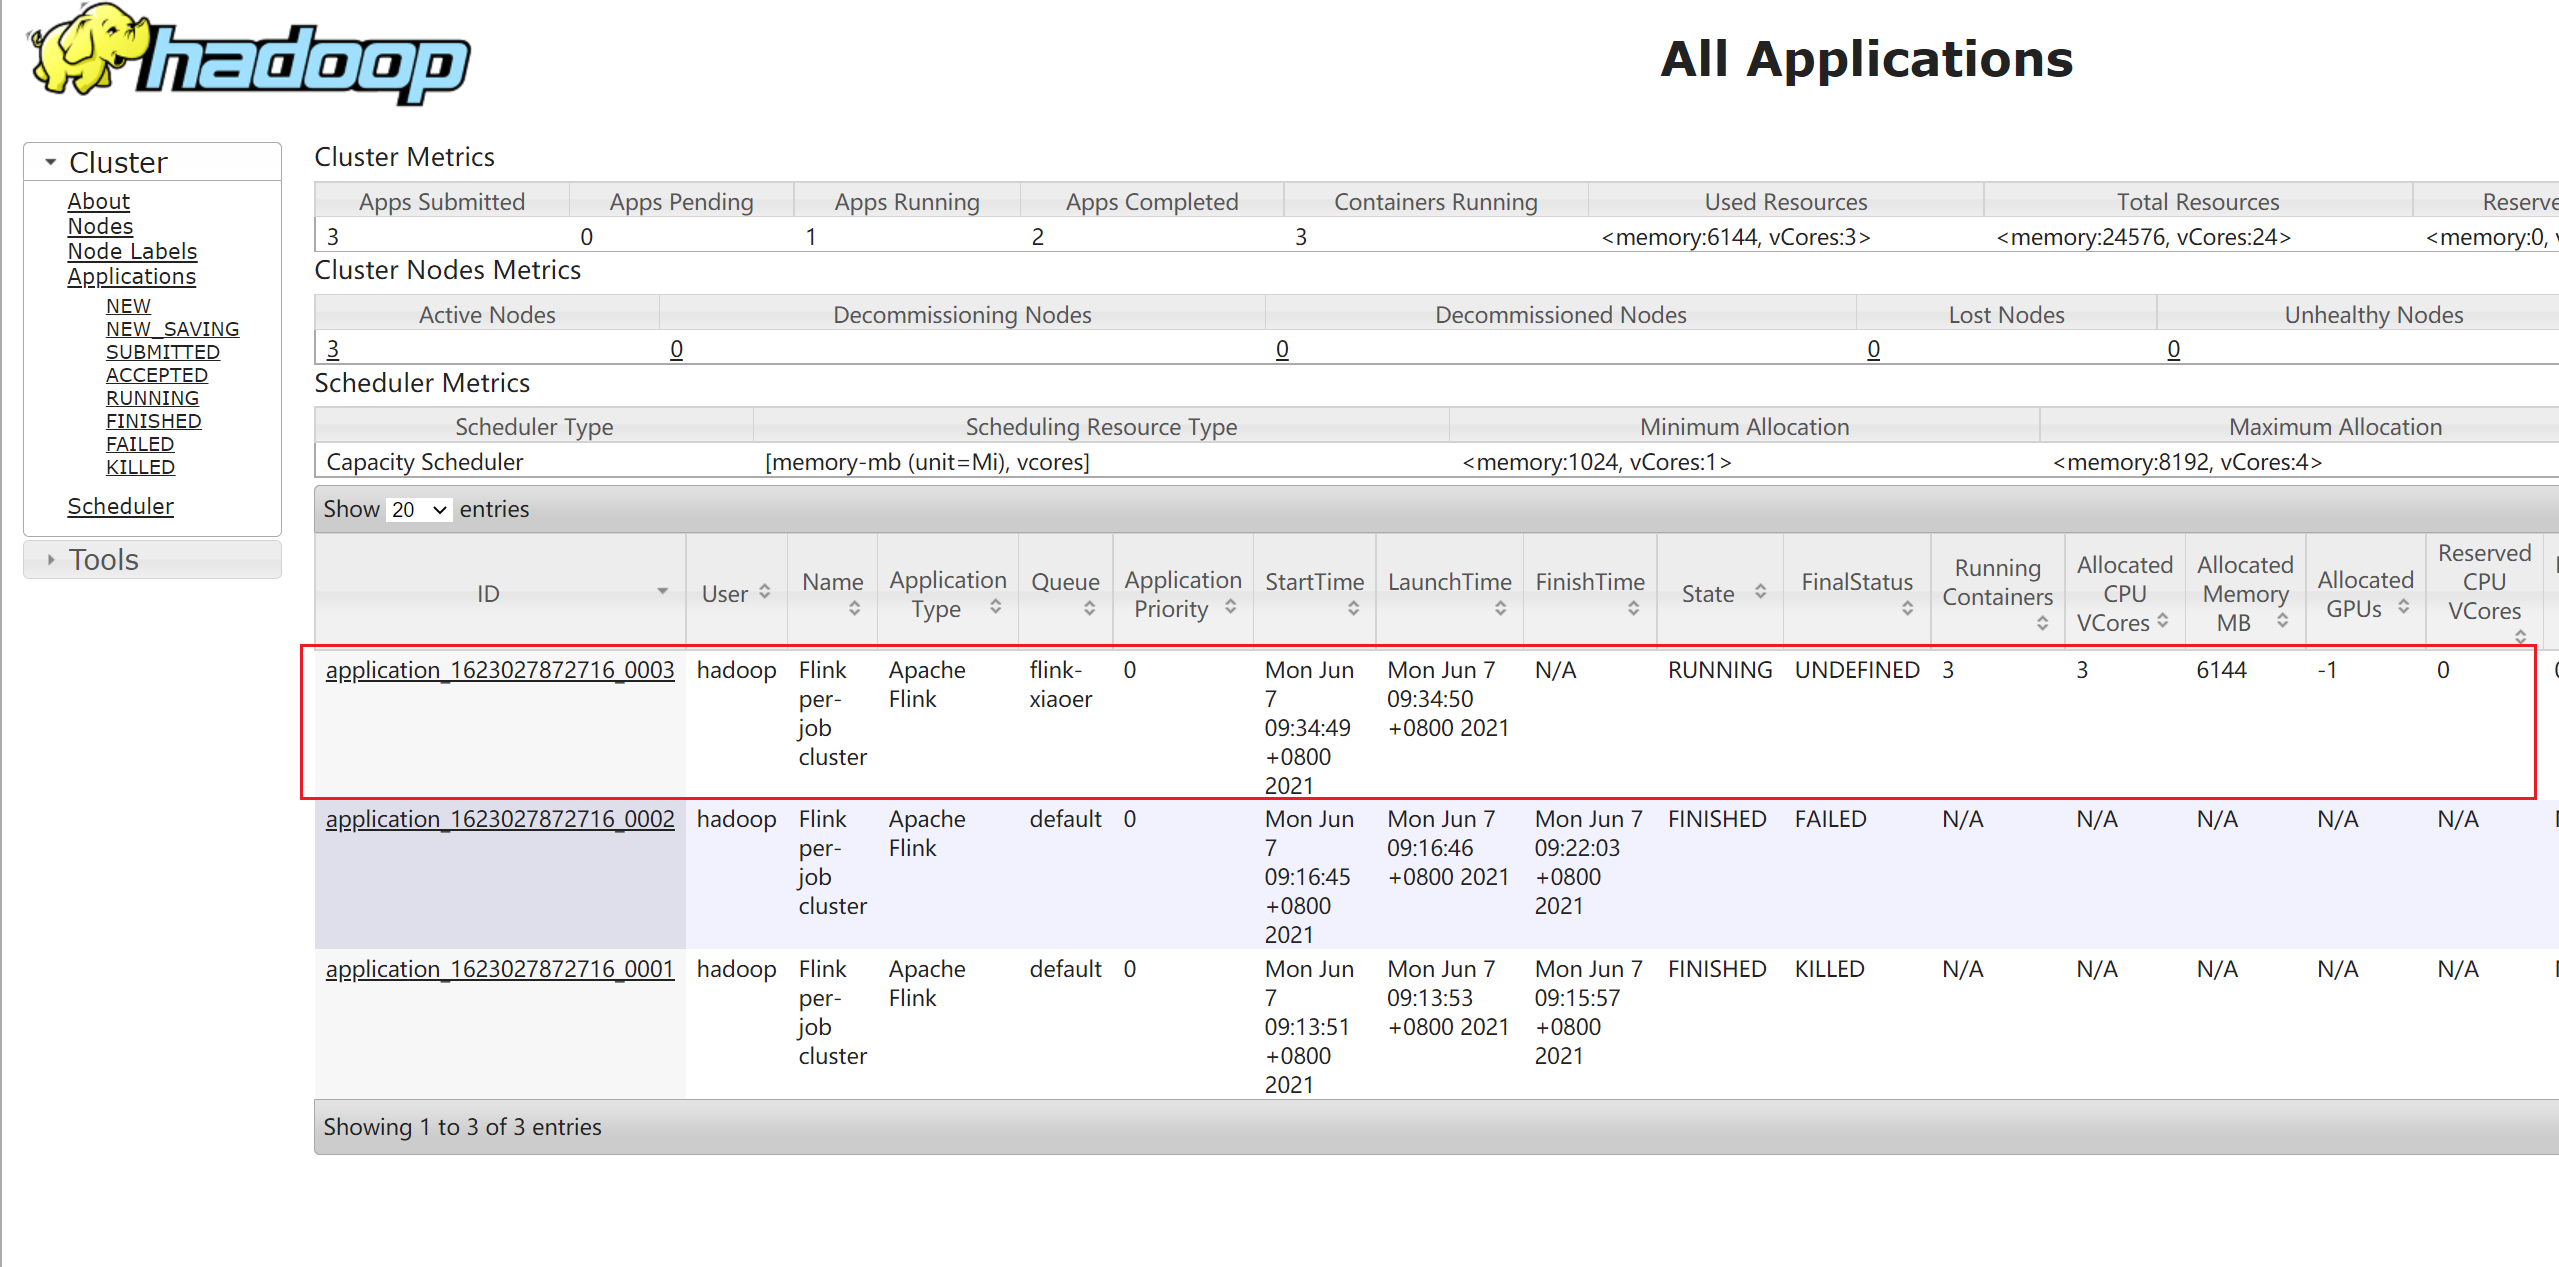 hadoop
All Applications
Cluster
About
Nodes
Node Labels
Applications
NEW
NEW_SAVING
SUBMITTED
ACCEPTED
RUNNING
FINISHED
FAILED
KILLED
Scheduler
Tools
Cluster Metrics
Apps Submitted Apps Pending Apps Running Apps Completed Containers Running Used Resources Total Resources Reserve
3 0 1 2 3 <memory:6144, vCores:3> <memory:24576, vCores:24> <memory:0, v
Cluster Nodes Metrics
Active Nodes Decommissioning Nodes Decommissioned Nodes Lost Nodes Unhealthy Nodes
3 0 0 0 0
Scheduler Metrics
Scheduler Type Scheduling Resource Type Minimum Allocation Maximum Allocation
Capacity Scheduler [memory-mb (unit=Mi), vcores] <memory:1024, vCores:1> <memory:8192, vCores:4>
Show 20 entries
ID User Name Application Type Queue Application Priority StartTime LaunchTime FinishTime State FinalStatus Running Containers Allocated CPU VCores Allocated Memory MB Allocated GPUs Reserved CPU VCores
application_1623027872716_0003 hadoop Flink Apache flink- 0 Mon Jun Mon Jun 7 N/A RUNNING UNDEFINED 3 3 6144 -1 0
per- Flink xiaoer 7 09:34:50
job 09:34:49 +0800 2021
cluster +0800
2021
application_1623027872716_0002 hadoop Flink Apache default 0 Mon Jun Mon Jun 7 Mon Jun 7 FINISHED FAILED N/A N/A N/A N/A N/A
per- Flink 7 09:16:46 09:22:03
job 09:16:45 +0800 2021 +0800
cluster +0800 2021
2021
application_1623027872716_0001 hadoop Flink Apache default 0 Mon Jun Mon Jun 7 Mon Jun 7 FINISHED KILLED N/A N/A N/A N/A N/A
per- Flink 7 09:13:53 09:15:57
job 09:13:51 +0800 2021 +0800
cluster +0800 2021
2021
Showing 1 to 3 of 3 entries